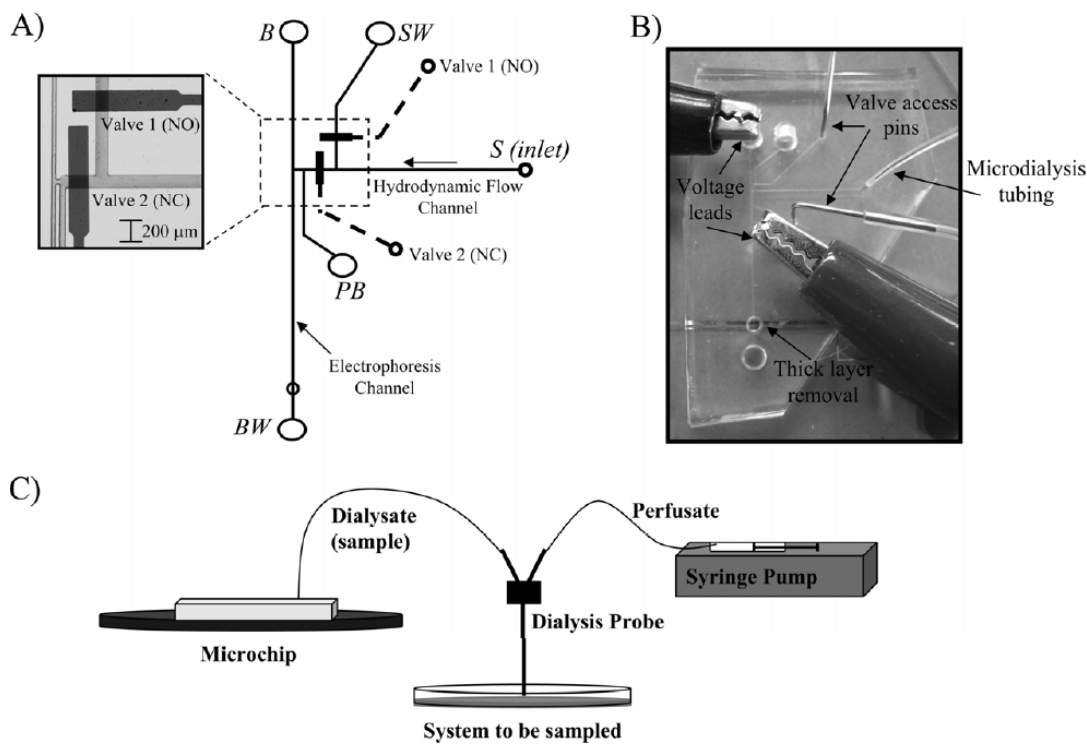 A)
B
SW
Valve 1 (NO)
Valve 1 (NO)
S (inlet)
Hydrodynamic Flow
Channel
Valve 2 (NC)
200 µm
Valve 2 (NC)
PB
Electrophoresis
Channel
BW
B)
Valve access
pins
Microdialysis
tubing
Voltage
leads
Thick layer
removal
C)
Dialysate
(sample)
Perfusate
Syringe Pump
Dialysis Probe
Microchip
System to be sampled